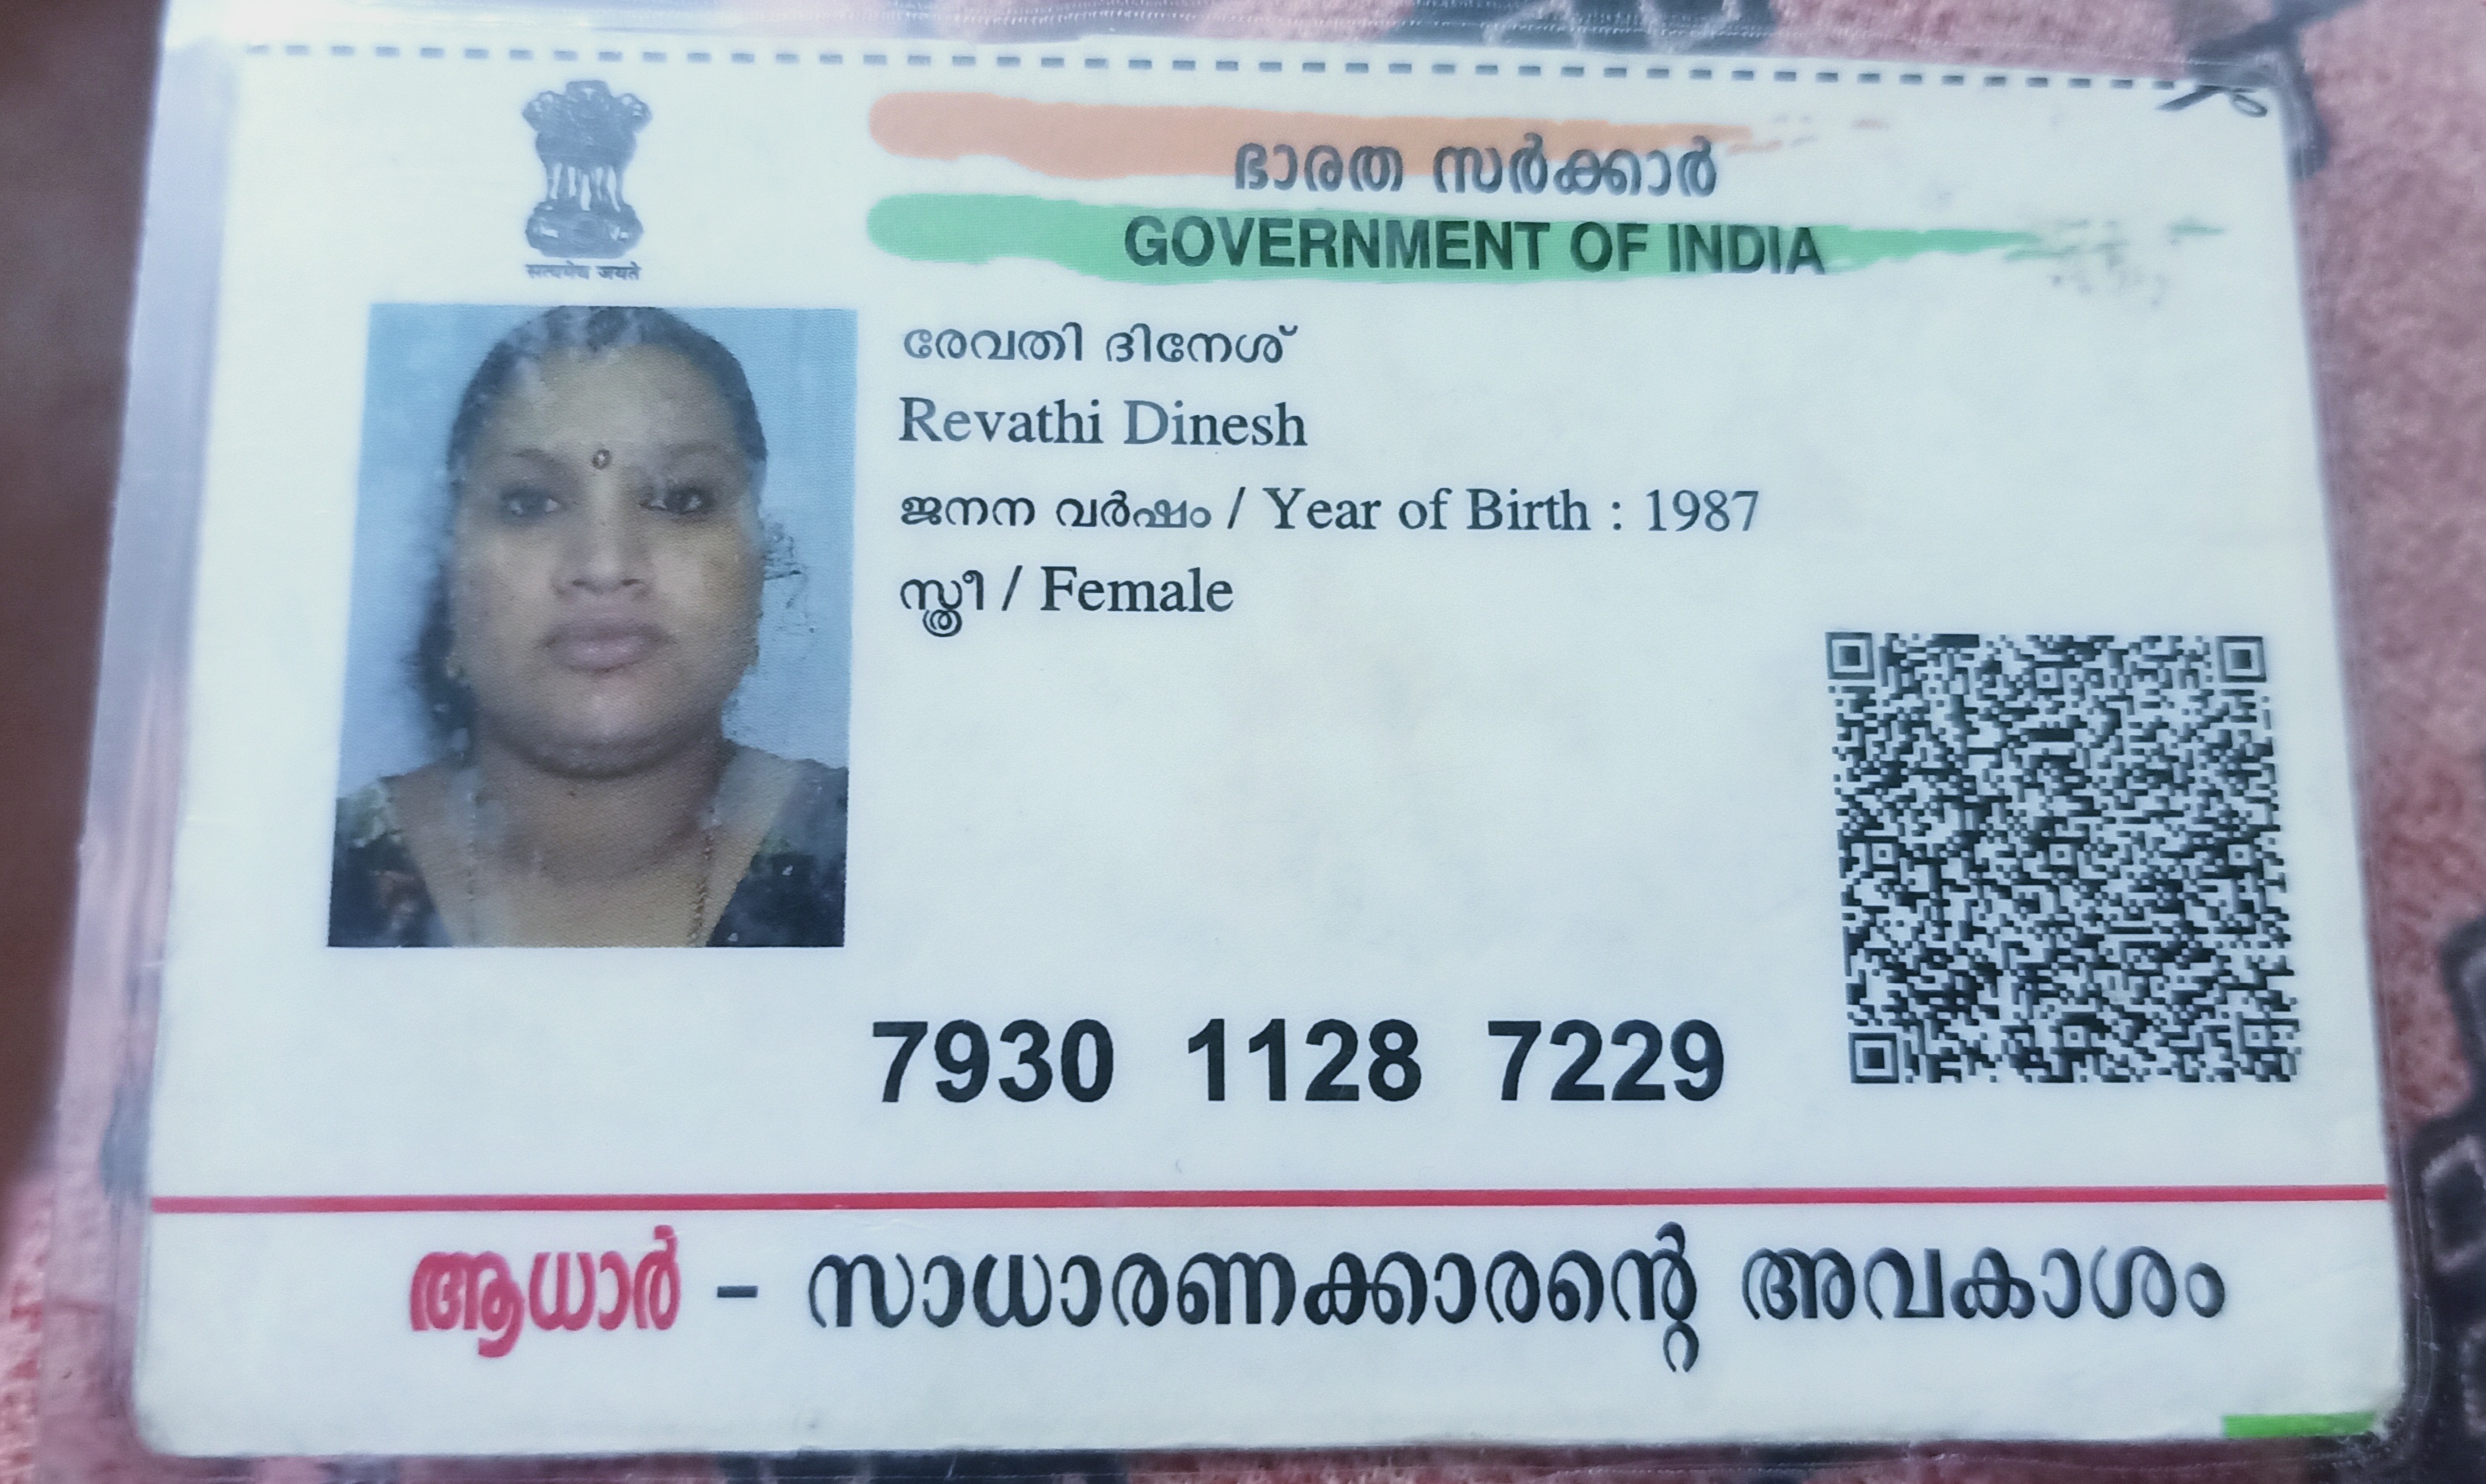 सत्यमेव जयते
ഭാരത സർക്കാർ
GOVERNMENT OF INDIA
രേവതി ദിനേശ്
Revathi Dinesh
ജനന വർഷം / Year of Birth : 1987
സ്ത്രീ / Female
7930 1128 7229
ആധാർ - സാധാരണക്കാരന്റെ അവകാശം